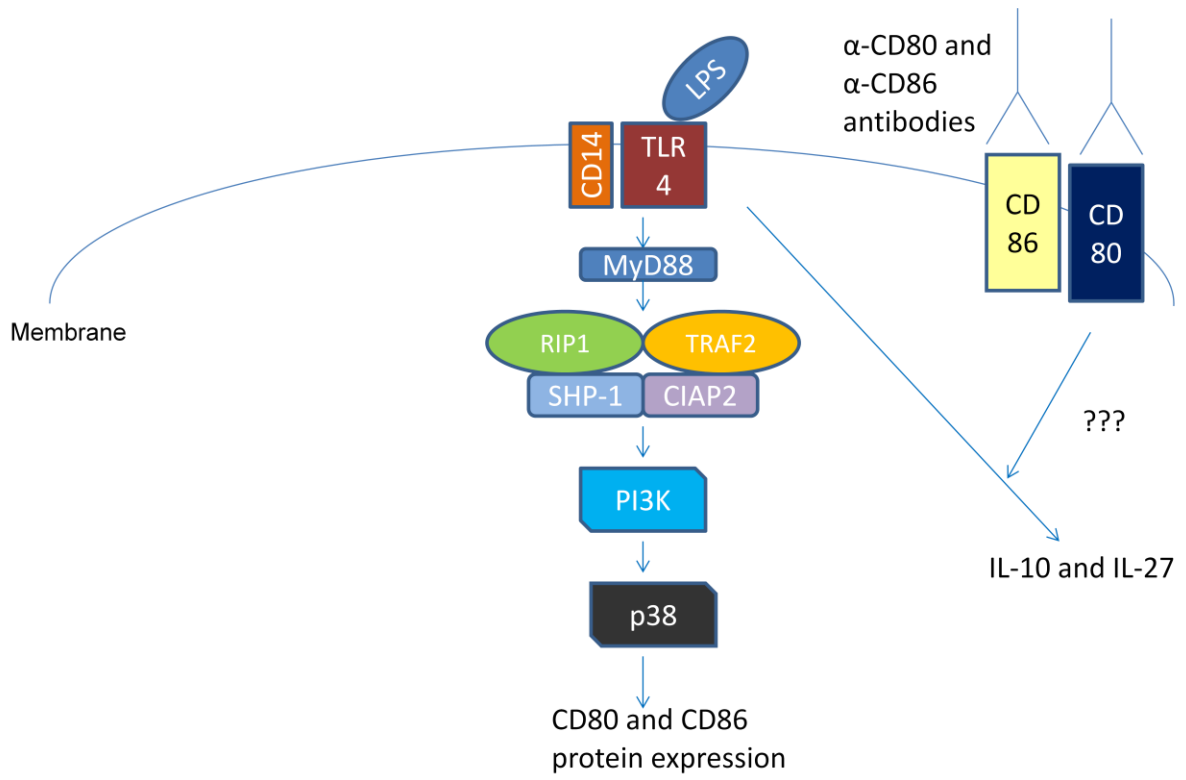 α-CD80 and
α-CD86
antibodies
LPS
CD14
TLR
4
CD
86
CD
80
MyD88
Membrane
RIP1
TRAF2
SHP-1
CIAP2
???
PI3K
IL-10 and IL-27
p38
CD80 and CD86
protein expression